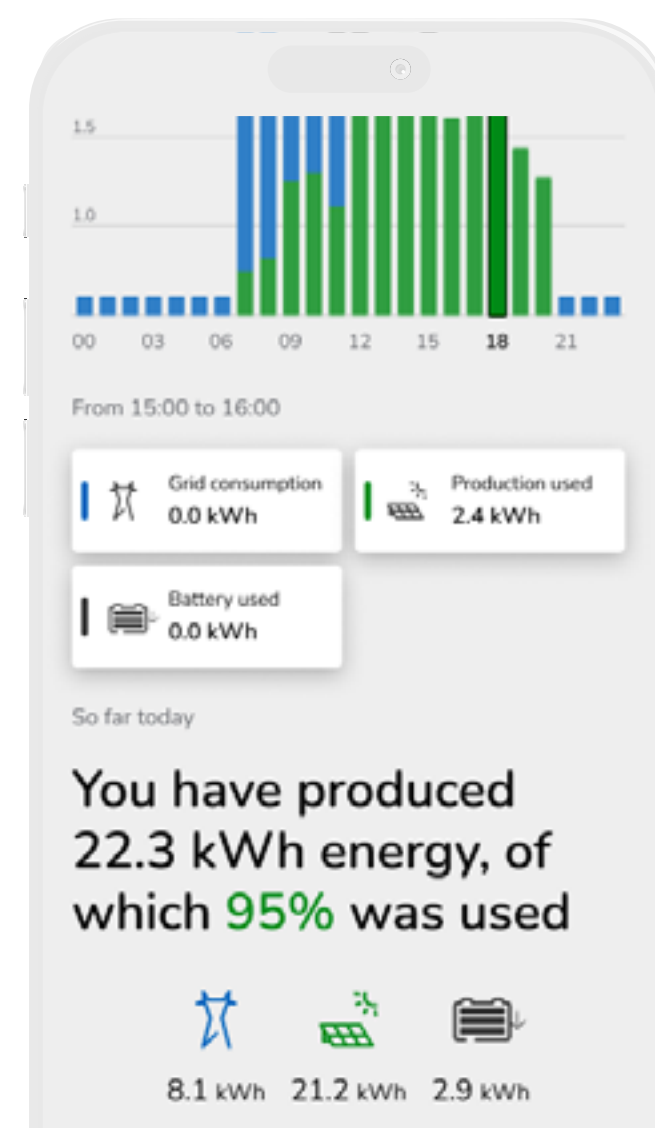 1.5
1.0
00 03 06 09 12 15 18 21
From 15:00 to 16:00
Grid consumption
0.0 kWh
Production used
2.4 kWh
Battery used
0.0 kWh
So far today
You have produced
22.3 kWh energy, of
which 95% was used
8.1 kWh 21.2 kWh 2.9 kWh